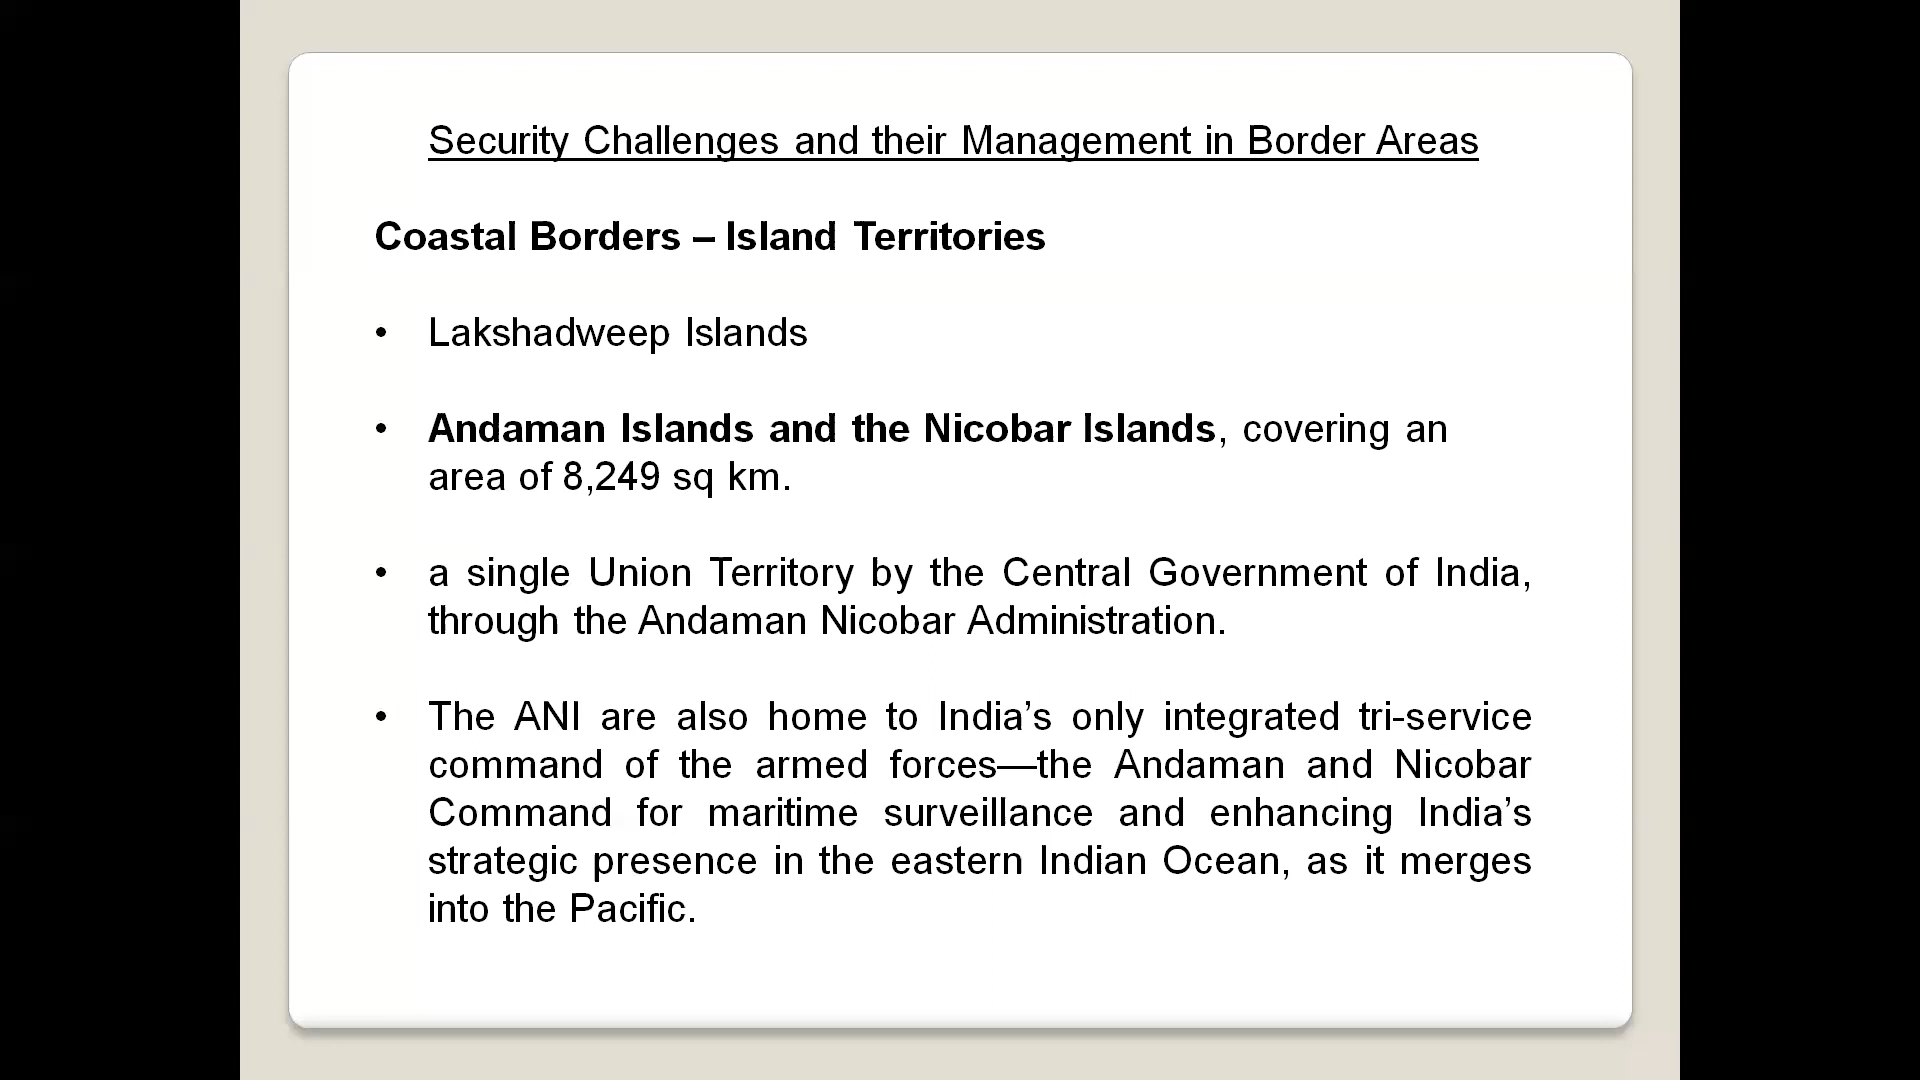 Security Challenges and their Management in Border Areas
Coastal Borders – Island Territories
• Lakshadweep Islands
• Andaman Islands and the Nicobar Islands, covering an
area of 8,249 sq km.
• a single Union Territory by the Central Government of India,
through the Andaman Nicobar Administration.
• The ANI are also home to India’s only integrated tri-service
command of the armed forces—the Andaman and Nicobar
Command for maritime surveillance and enhancing India’s
strategic presence in the eastern Indian Ocean, as it merges
into the Pacific.